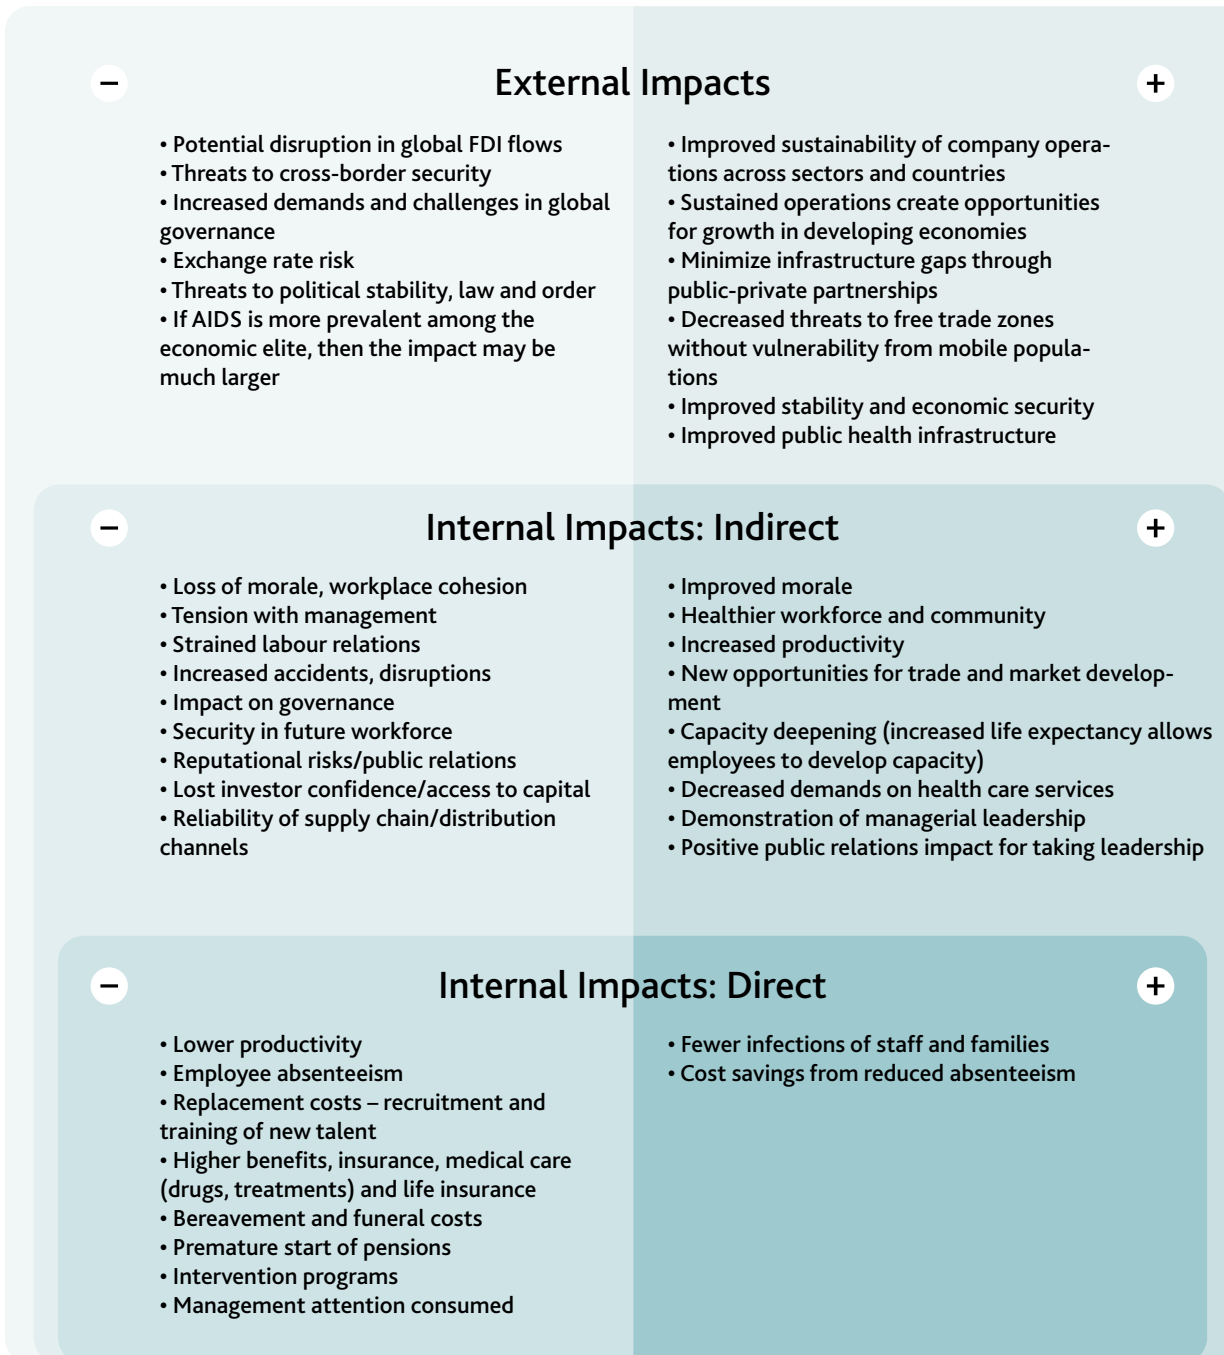 − External Impacts +
• Potential disruption in global FDI flows
• Threats to cross-border security
• Increased demands and challenges in global
governance
• Exchange rate risk
• Threats to political stability, law and order
• If AIDS is more prevalent among the
economic elite, then the impact may be
much larger
• Improved sustainability of company opera-
tions across sectors and countries
• Sustained operations create opportunities
for growth in developing economies
• Minimize infrastructure gaps through
public-private partnerships
• Decreased threats to free trade zones
without vulnerability from mobile popula-
tions
• Improved stability and economic security
• Improved public health infrastructure
− Internal Impacts: Indirect +
• Loss of morale, workplace cohesion
• Tension with management
• Strained labour relations
• Increased accidents, disruptions
• Impact on governance
• Security in future workforce
• Reputational risks/public relations
• Lost investor confidence/access to capital
• Reliability of supply chain/distribution
channels
• Improved morale
• Healthier workforce and community
• Increased productivity
• New opportunities for trade and market develop-
ment
• Capacity deepening (increased life expectancy allows
employees to develop capacity)
• Decreased demands on health care services
• Demonstration of managerial leadership
• Positive public relations impact for taking leadership
− Internal Impacts: Direct +
• Lower productivity
• Employee absenteeism
• Replacement costs – recruitment and
training of new talent
• Higher benefits, insurance, medical care
(drugs, treatments) and life insurance
• Bereavement and funeral costs
• Premature start of pensions
• Intervention programs
• Management attention consumed
• Fewer infections of staff and families
• Cost savings from reduced absenteeism